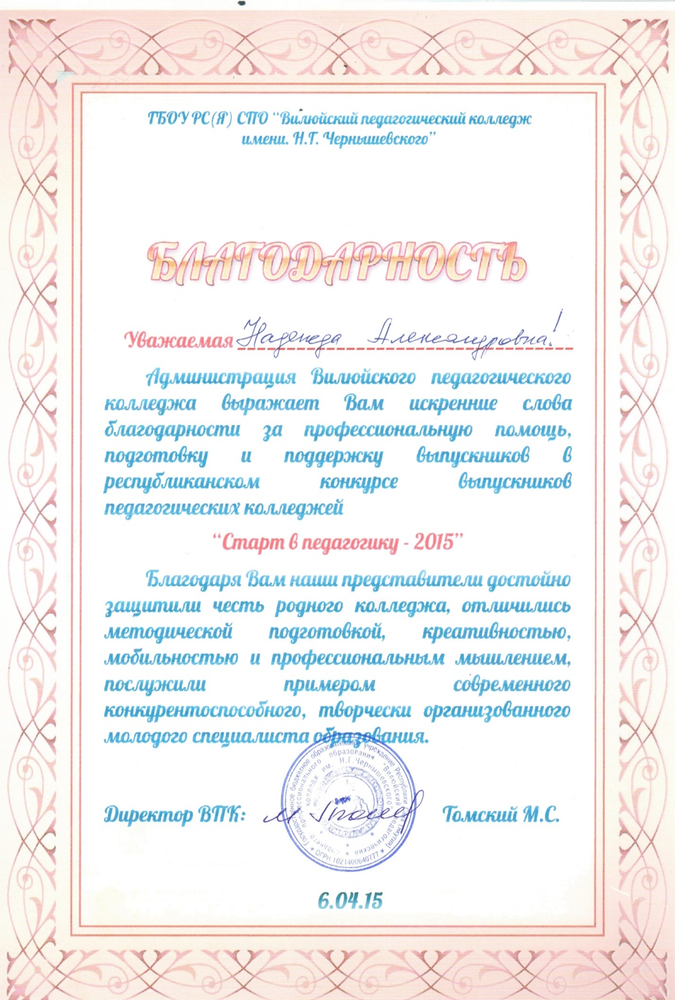 ГБОУ РС(Я) СПО “Вилюйский педагогический колледж
имени. Н.Г. Чернышевского”
БЛАГОДАРНОСТЬ
Уважаемая Надежда Александровна!
Администрация Вилюйского педагогического
колледжа выражает Вам искренние слова
благодарности за профессиональную помощь,
подготовку и поддержку выпускников в
республиканском конкурсе выпускников
педагогических колледжей
“Старт в педагогику - 2015”
Благодаря Вам наши представители достойно
защитили честь родного колледжа, отличились
методической подготовкой, креативностью,
мобильностью и профессиональным мышлением,
послужили примером современного
конкурентоспособного, творчески организованного
молодого специалиста образования.
Директор ВПК: Томский М.С.
Государственное бюджетное образовательное учреждение Республики Саха (Якутия)
среднего профессионального образования "Вилюйский педагогический
колледж им. Н.Г.Чернышевского
ОГРН 1021400640777
6.04.15